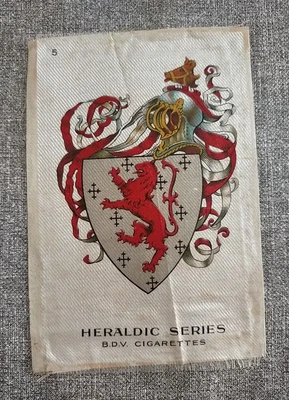 5
HERALDIC SERIES
B.D.V. CIGARETTES